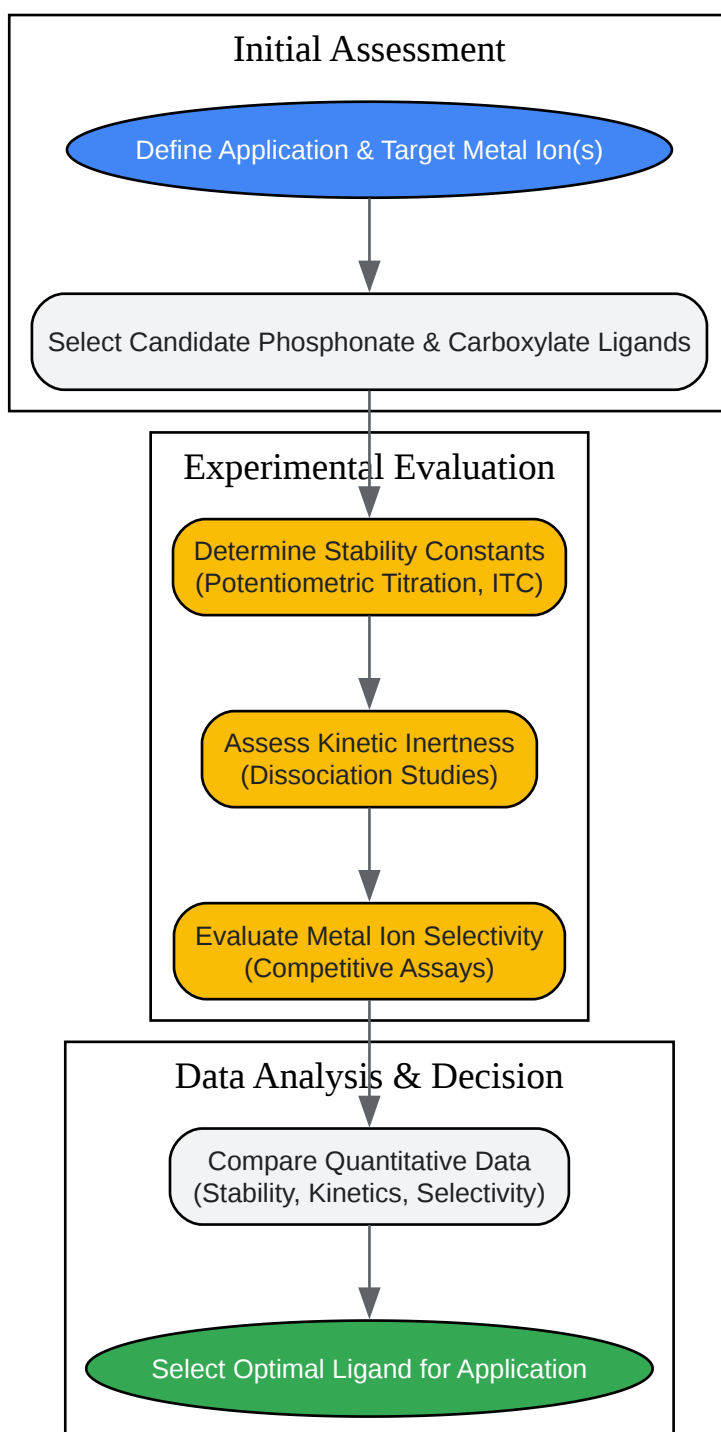 Initial Assessment
Define Application & Target Metal Ion(s)
Select Candidate Phosphonate & Carboxylate Ligands
Experimental Evaluation
Determine Stability Constants
(Potentiometric Titration, ITC)
Assess Kinetic Inertness
(Dissociation Studies)
Evaluate Metal Ion Selectivity
(Competitive Assays)
Data Analysis & Decision
Compare Quantitative Data
(Stability, Kinetics, Selectivity)
Select Optimal Ligand for Application